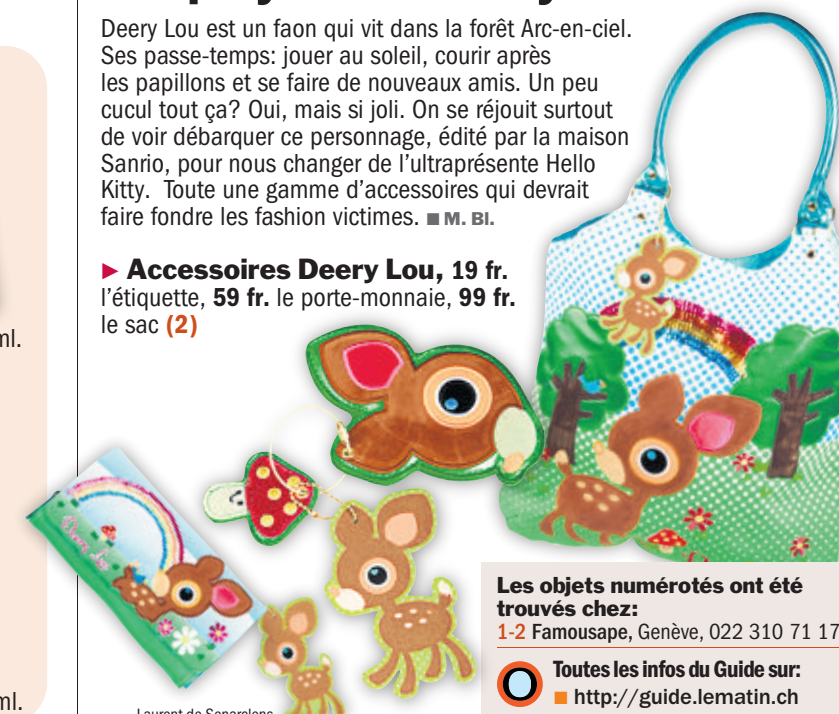 Deery Lou est un faon qui vit dans la forêt Arc-en-ciel.
Ses passe-temps: jouer au soleil, courir après
les papillons et se faire de nouveaux amis. Un peu
cucul tout ça? Oui, mais si joli. On se réjouit surtout
de voir débarquer ce personnage, édité par la maison
Sanrio, pour nous changer de l’ultraprésente Hello
Kitty. Toute une gamme d’accessoires qui devrait
faire fondre les fashion victimes. ■ M. BI.
► Accessoires Deery Lou, 19 fr.
l’étiquette, 59 fr. le porte-monnaie, 99 fr.
le sac (2)
ml.
Deery Lou
Les objets numérotés ont été
trouvés chez:
1-2 Famousape, Genève, 022 310 71 17
Toutes les infos du Guide sur:
■ http://guide.lematin.ch
ml.
Laurent de Senarclens